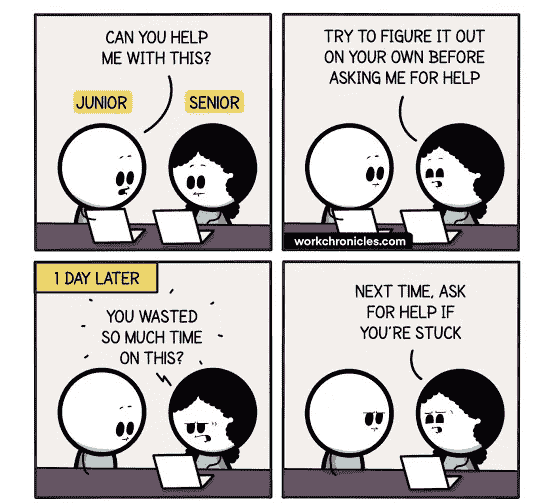 CAN YOU HELP
ME WITH THIS?
JUNIOR
SENIOR
TRY TO FIGURE IT OUT
ON YOUR OWN BEFORE
ASKING ME FOR HELP
workchronicles.com
1 DAY LATER
YOU WASTED
SO MUCH TIME
ON THIS?
NEXT TIME, ASK
FOR HELP IF
YOU'RE STUCK